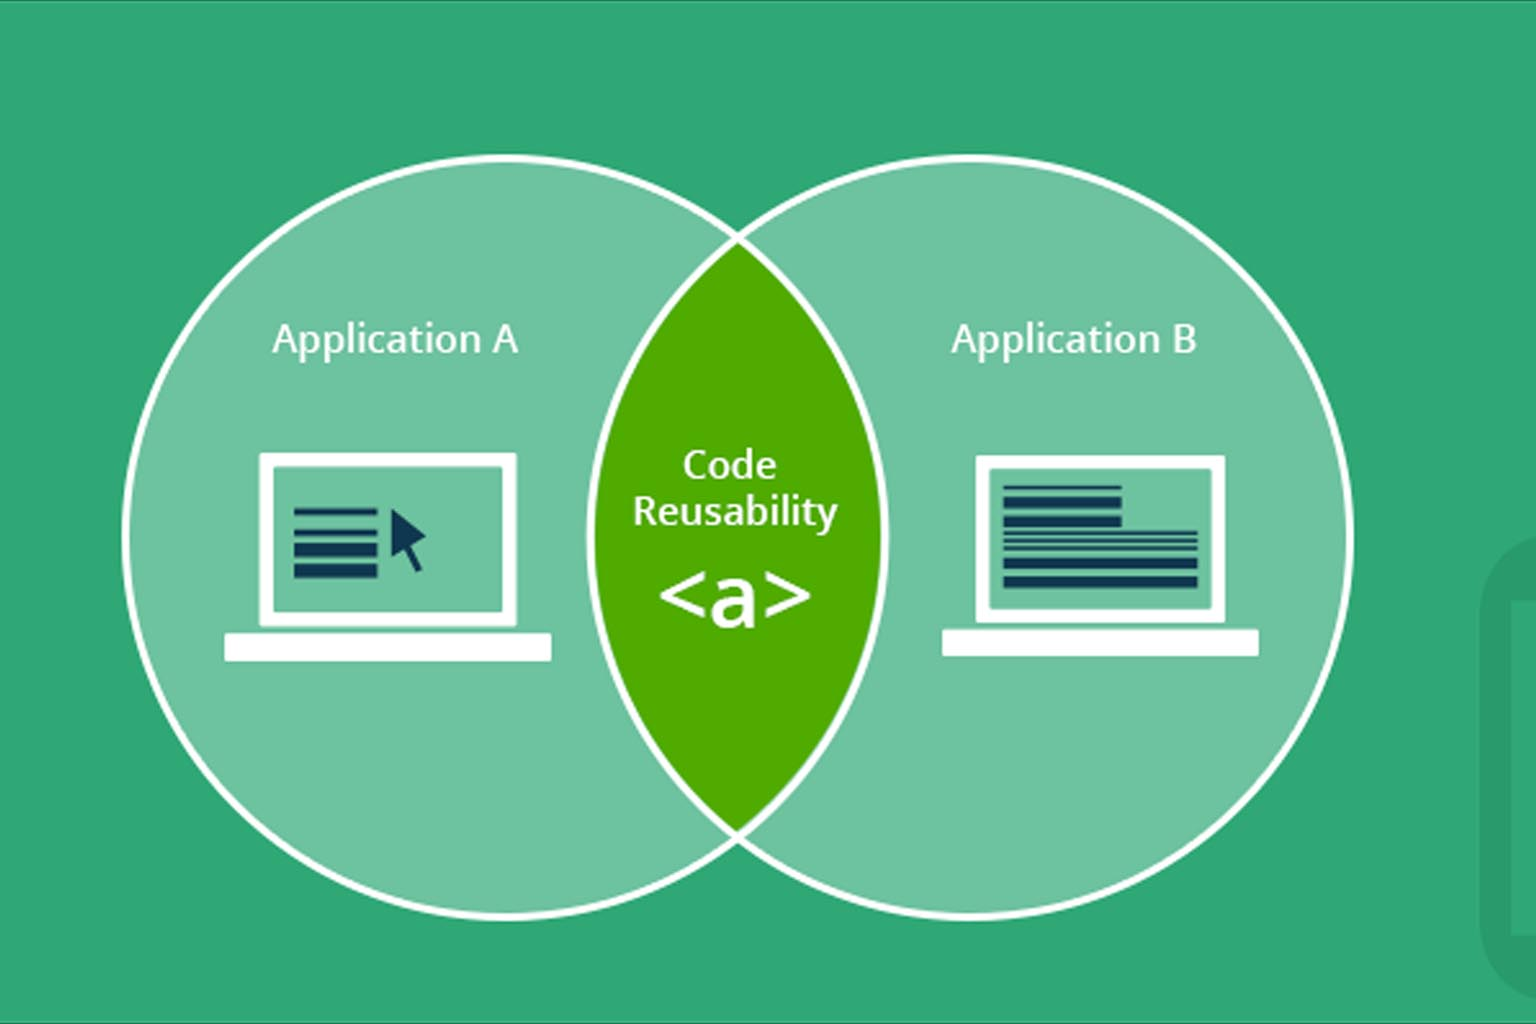 Application A
Application B
Code
Reusability
<a>